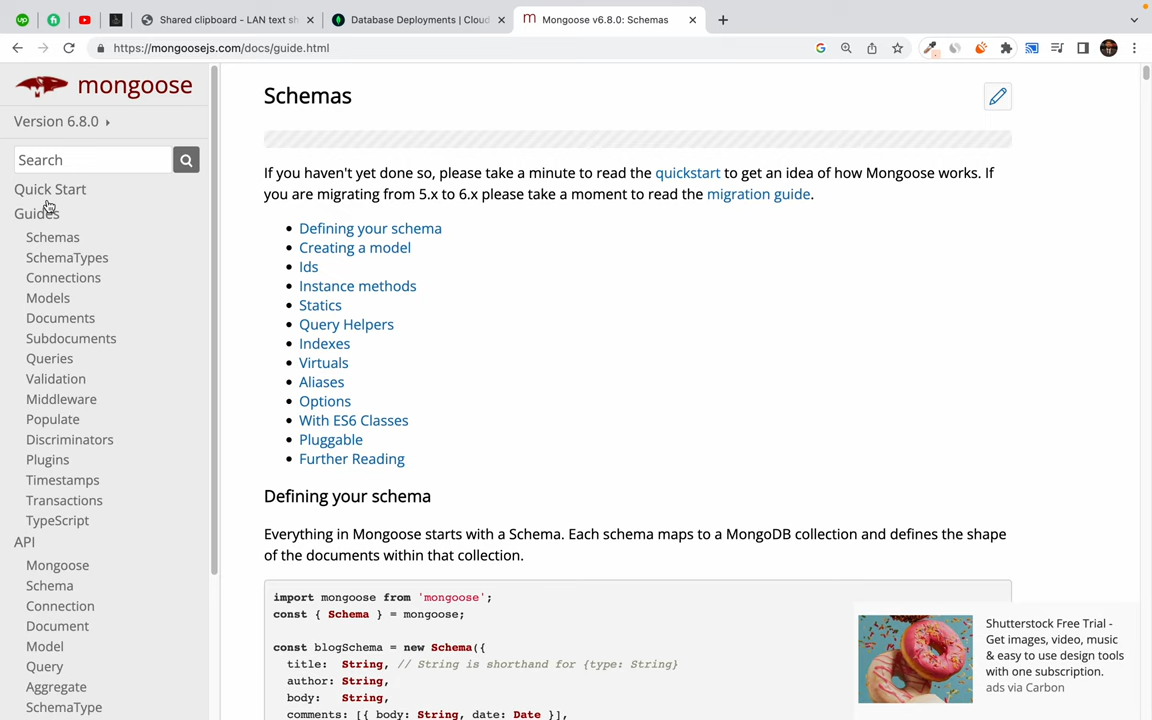 Shared clipboard - LAN text sh
Database Deployments | Cloud
Mongoose v6.8.0: Schemas
https://mongoosejs.com/docs/guide.html
mongoose
Version 6.8.0
Search
Quick Start
Guides
Schemas
SchemaTypes
Connections
Models
Documents
Subdocuments
Queries
Validation
Middleware
Populate
Discriminators
Plugins
Timestamps
Transactions
TypeScript
API
Mongoose
Schema
Connection
Document
Model
Query
Aggregate
SchemaType
Schemas
If you haven't yet done so, please take a minute to read the quickstart to get an idea of how Mongoose works. If
you are migrating from 5.x to 6.x please take a moment to read the migration guide.
• Defining your schema
• Creating a model
• Ids
• Instance methods
• Statics
• Query Helpers
• Indexes
• Virtuals
• Aliases
• Options
• With ES6 Classes
• Pluggable
• Further Reading
Defining your schema
Everything in Mongoose starts with a Schema. Each schema maps to a MongoDB collection and defines the shape
of the documents within that collection.
import mongoose from 'mongoose';
const { Schema } = mongoose;
const blogSchema = new Schema({
title: String, // String is shorthand for {type: String}
author: String,
body: String,
comments: [{ body: String, date: Date }],
Shutterstock Free Trial -
Get images, video, music
& easy to use design tools
with one subscription.
ads via Carbon